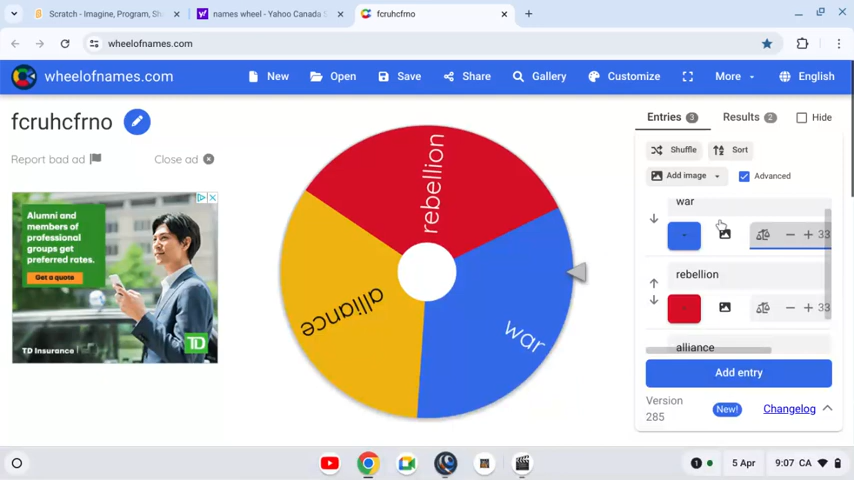 Scratch - Imagine, Program, Sh
names wheel - Yahoo Canada S
fcruhcfrno
wheelofnames.com
wheelofnames.com
New
Open
Save
Share
Gallery
Customize
More
English
fcruhcfrno
Report bad ad
Close ad
Alumni and
members of
professional
groups get
preferred rates.
Get a quote
TD
TD Insurance
rebellion
alliance
war
Entries 3
Results 2
Hide
Shuffle
Sort
Add image
Advanced
war
33
rebellion
33
alliance
Add entry
Version
285
New!
Changelog
1
5 Apr
9:07 CA